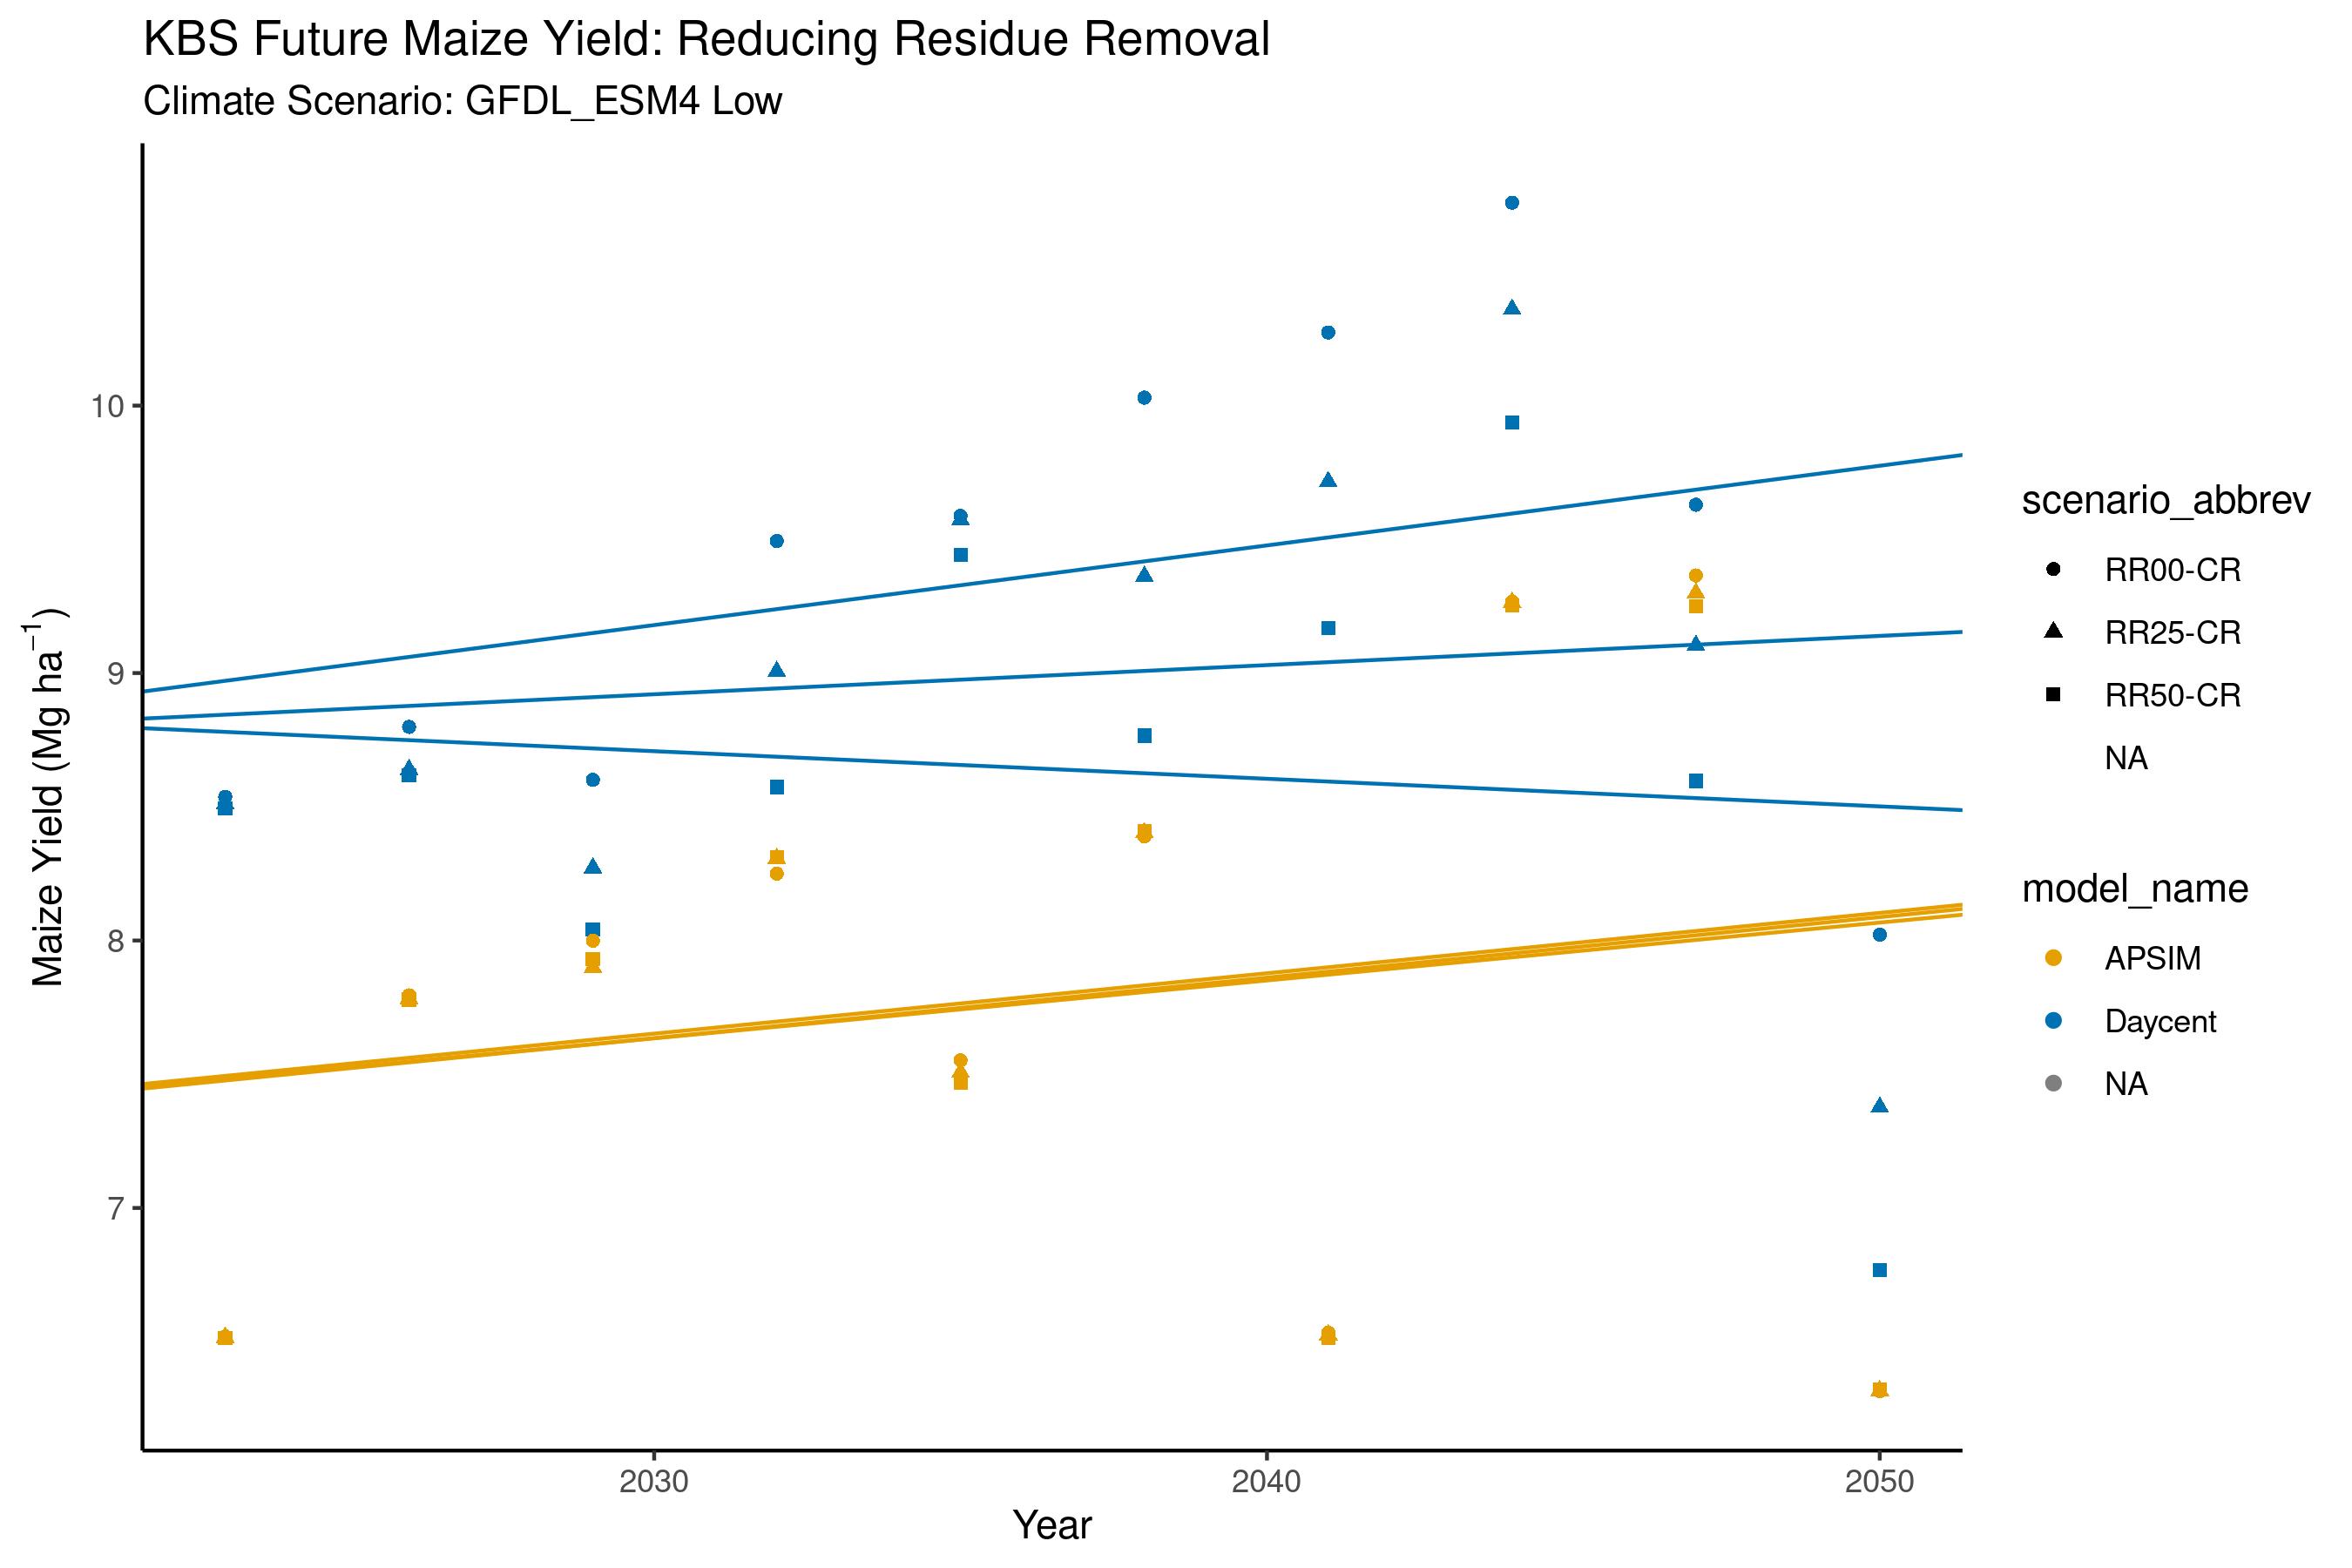 KBS Future Maize Yield: Reducing Residue Removal
Climate Scenario: GFDL_ESM4 Low
Maize Yield (Mg ha⁻¹)
10
9
8
7
2030
2040
2050
Year
scenario_abbrev
RR00-CR
RR25-CR
RR50-CR
NA
model_name
APSIM
Daycent
NA